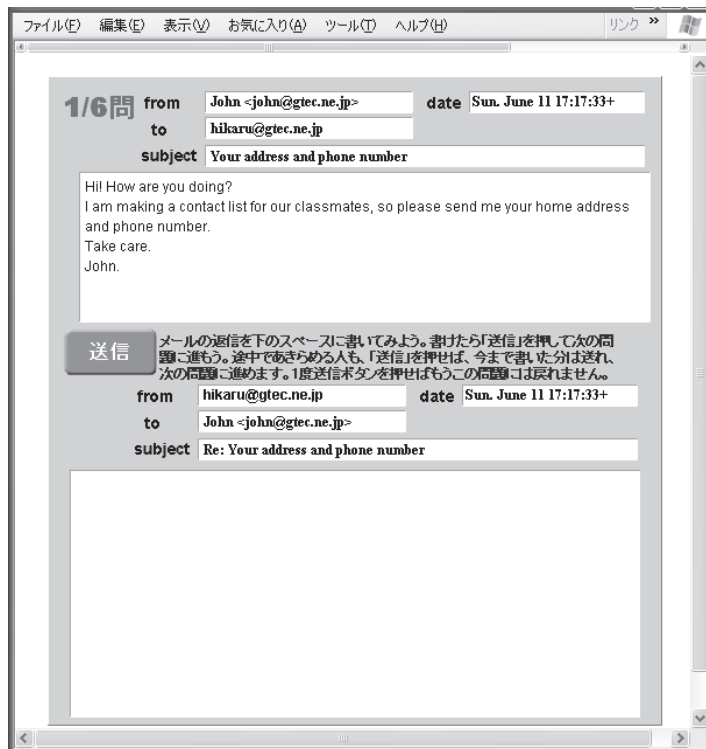 ファイル(F) 編集(E) 表示(V) お気に入り(A) ツール(T) ヘルプ(H) リンク »
1/6問 from John <john@gtec.ne.jp> date Sun. June 11 17:17:33+
to hikaru@gtec.ne.jp
subject Your address and phone number
Hi! How are you doing?
I am making a contact list for our classmates, so please send me your home address
and phone number.
Take care.
John.
送信
メールの返信を下のスペースに書いてみよう。書けたら「送信」を押して次の問
題に進もう。途中であきらめる人も、「送信」を押せば、今まで書いた分は送れ、
次の問題に進めます。1度送信ボタンを押せばもうこの問題には戻れません。
from hikaru@gtec.ne.jp date Sun. June 11 17:17:33+
to John <john@gtec.ne.jp>
subject Re: Your address and phone number